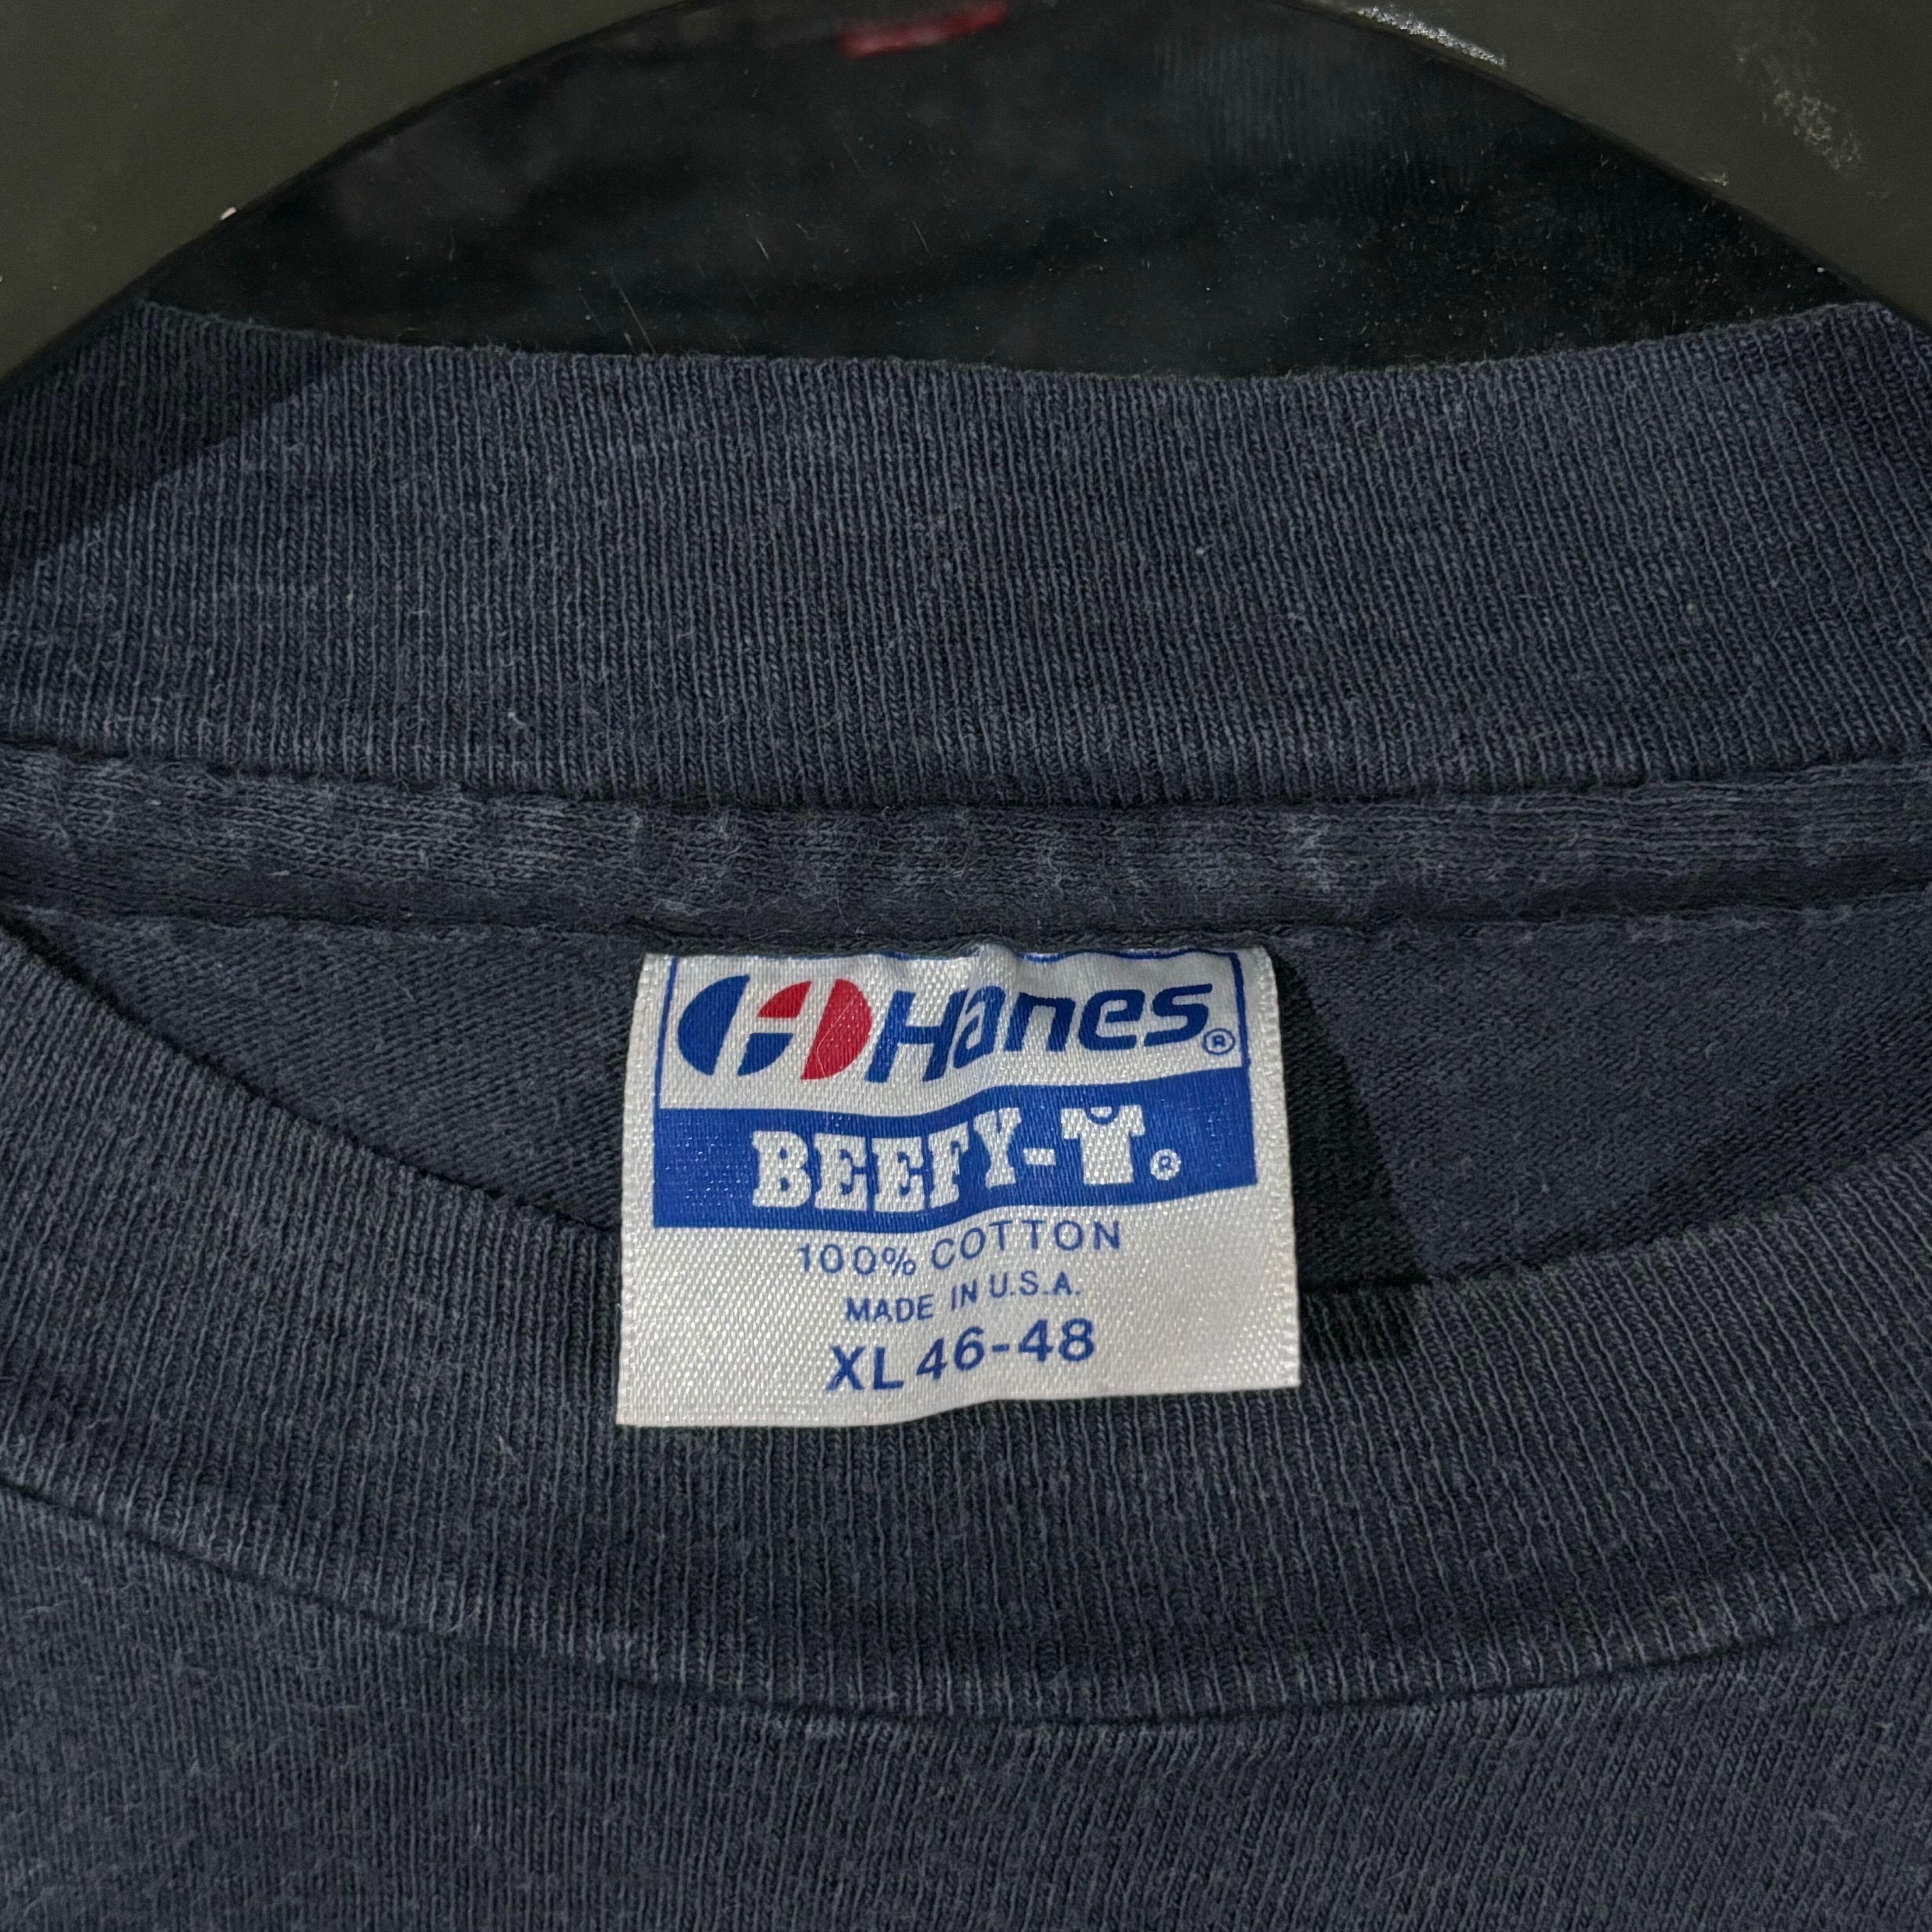 Hanes®
BEEFY-T®
100% COTTON
MADE IN U.S.A.
XL 46-48